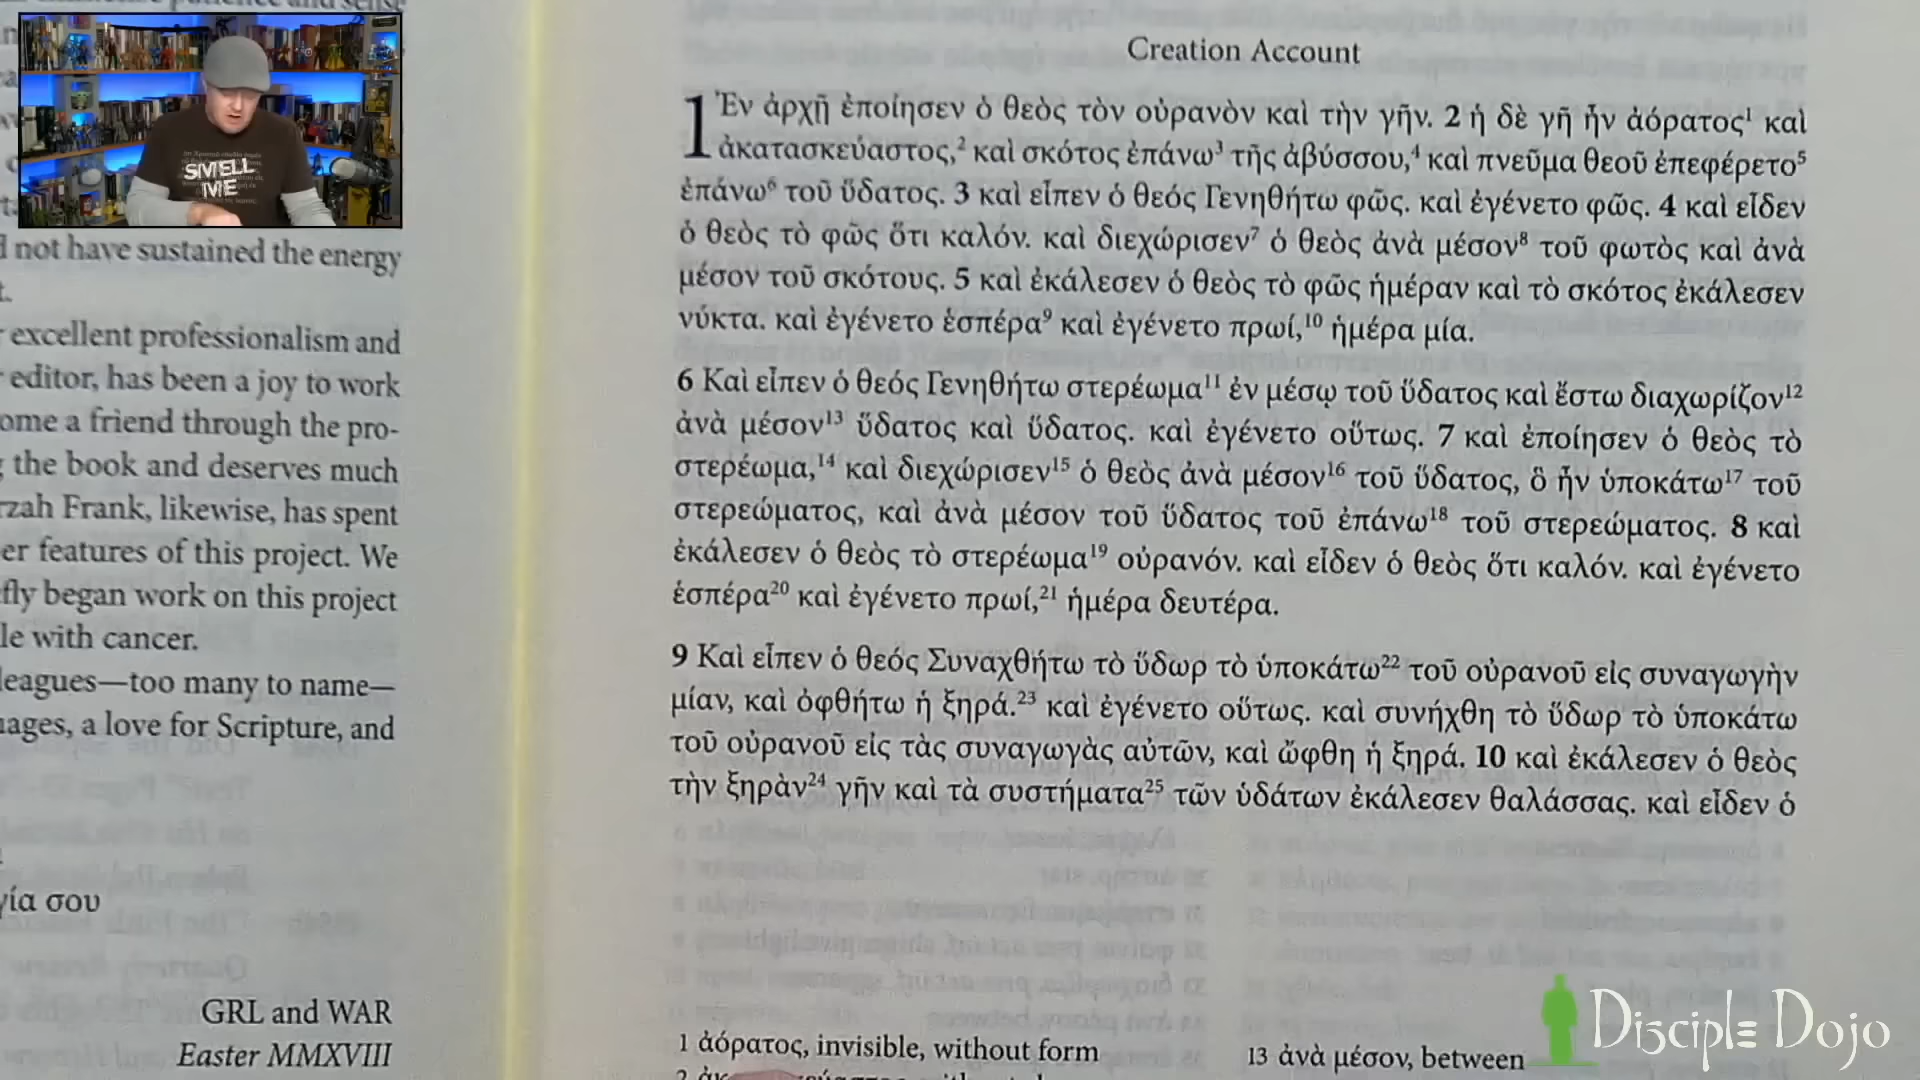 SMELL
ME
not have sustained the energy
excellent professionalism and
editor, has been a joy to work
ome a friend through the pro-
the book and deserves much
rzah Frank, likewise, has spent
er features of this project. We
fly began work on this project
le with cancer.
leagues—too many to name—
ages, a love for Scripture, and
γία σου
GRL and WAR
Easter MMXVIII
Creation Account
1 Ἐν ἀρχῇ ἐποίησεν ὁ θεὸς τὸν οὐρανὸν καὶ τὴν γῆν. 2 ἡ δὲ γῆ ἦν ἀόρατος¹ καὶ
ἀκατασκεύαστος,² καὶ σκότος ἐπάνω³ τῆς ἀβύσσου,⁴ καὶ πνεῦμα θεοῦ ἐπεφέρετο⁵
ἐπάνω⁶ τοῦ ὕδατος. 3 καὶ εἶπεν ὁ θεός Γενηθήτω φῶς. καὶ ἐγένετο φῶς. 4 καὶ εἶδεν
ὁ θεὸς τὸ φῶς ὅτι καλόν. καὶ διεχώρισεν⁷ ὁ θεὸς ἀνὰ μέσον⁸ τοῦ φωτὸς καὶ ἀνὰ
μέσον τοῦ σκότους. 5 καὶ ἐκάλεσεν ὁ θεὸς τὸ φῶς ἡμέραν καὶ τὸ σκότος ἐκάλεσεν
νύκτα. καὶ ἐγένετο ἑσπέρα⁹ καὶ ἐγένετο πρωί,¹⁰ ἡμέρα μία.
6 Καὶ εἶπεν ὁ θεός Γενηθήτω στερέωμα¹¹ ἐν μέσῳ τοῦ ὕδατος καὶ ἔστω διαχωρίζον¹²
ἀνὰ μέσον¹³ ὕδατος καὶ ὕδατος. καὶ ἐγένετο οὕτως. 7 καὶ ἐποίησεν ὁ θεὸς τὸ
στερέωμα,¹⁴ καὶ διεχώρισεν¹⁵ ὁ θεὸς ἀνὰ μέσον¹⁶ τοῦ ὕδατος, ὃ ἦν ὑποκάτω¹⁷ τοῦ
στερεώματος, καὶ ἀνὰ μέσον τοῦ ὕδατος τοῦ ἐπάνω¹⁸ τοῦ στερεώματος. 8 καὶ
ἐκάλεσεν ὁ θεὸς τὸ στερέωμα¹⁹ οὐρανόν. καὶ εἶδεν ὁ θεὸς ὅτι καλόν. καὶ ἐγένετο
ἑσπέρα²⁰ καὶ ἐγένετο πρωί,²¹ ἡμέρα δευτέρα.
9 Καὶ εἶπεν ὁ θεός Συναχθήτω τὸ ὕδωρ τὸ ὑποκάτω²² τοῦ οὐρανοῦ εἰς συναγωγὴν
μίαν, καὶ ὀφθήτω ἡ ξηρά.²³ καὶ ἐγένετο οὕτως. καὶ συνήχθη τὸ ὕδωρ τὸ ὑποκάτω
τοῦ οὐρανοῦ εἰς τὰς συναγωγὰς αὐτῶν, καὶ ὤφθη ἡ ξηρά. 10 καὶ ἐκάλεσεν ὁ θεὸς
τὴν ξηρὰν²⁴ γῆν καὶ τὰ συστήματα²⁵ τῶν ὑδάτων ἐκάλεσεν θαλάσσας. καὶ εἶδεν ὁ
1 ἀόρατος, invisible, without form
13 ἀνὰ μέσον, between
Disciple Dojo